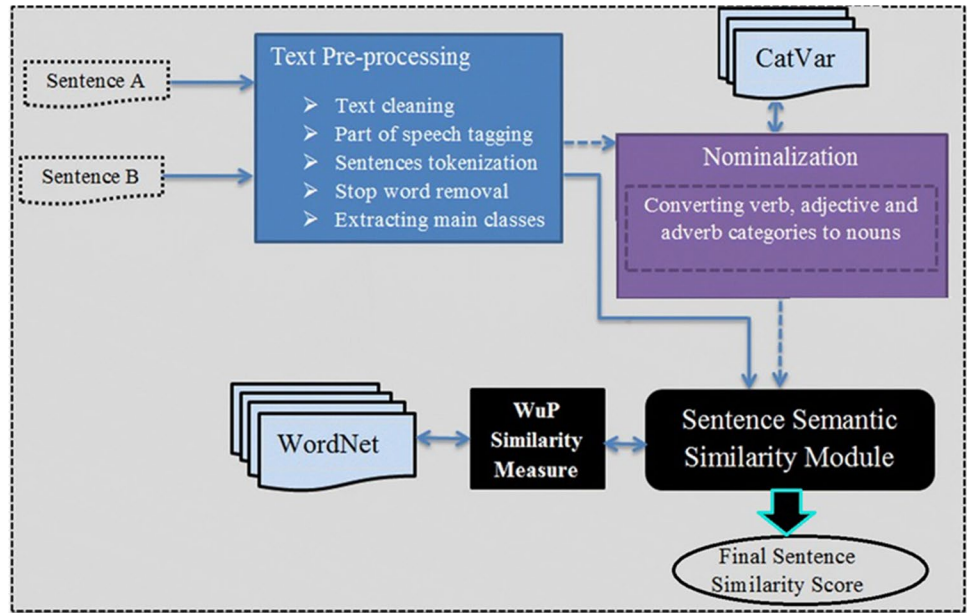 Sentence A
Sentence B
Text Pre-processing
➢ Text cleaning
➢ Part of speech tagging
➢ Sentences tokenization
➢ Stop word removal
➢ Extracting main classes
CatVar
Nominalization
Converting verb, adjective and
adverb categories to nouns
WordNet
WuP
Similarity
Measure
Sentence Semantic
Similarity Module
Final Sentence
Similarity Score